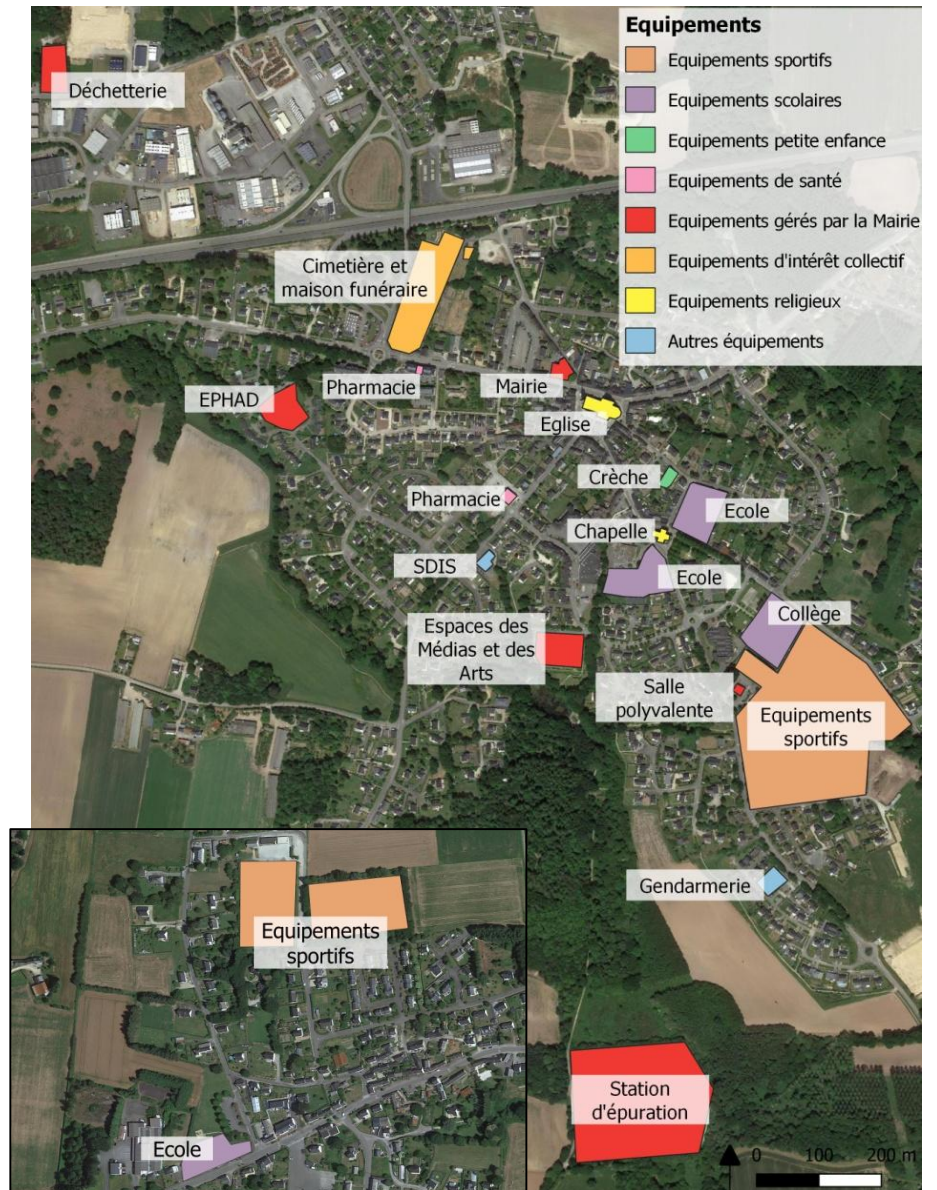 Equipements
Equipements sportifs
Equipements scolaires
Equipements petite enfance
Equipements de santé
Equipements gérés par la Mairie
Equipements d'intérêt collectif
Equipements religieux
Autres équipements
Déchetterie
Cimetière et
maison funéraire
Pharmacie
Mairie
EPHAD
Eglise
Crèche
Pharmacie
Ecole
Chapelle
SDIS
Ecole
Collège
Espaces des
Médias et des
Arts
Salle
polyvalente
Equipements
sportifs
Gendarmerie
Equipements
sportifs
Ecole
Station
d'épuration
0 100 200 m